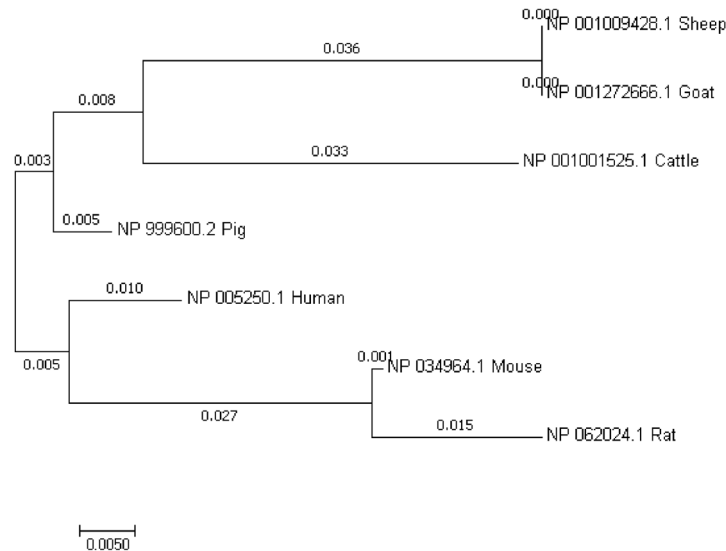 0.000
NP 001009428.1 Sheep
0.036
0.000
NP 001272666.1 Goat
0.008
0.033
NP 001001525.1 Cattle
0.003
0.005
NP 999600.2 Pig
0.010
NP 005250.1 Human
0.005
0.001
NP 034964.1 Mouse
0.027
0.015
NP 062024.1 Rat
0.0050